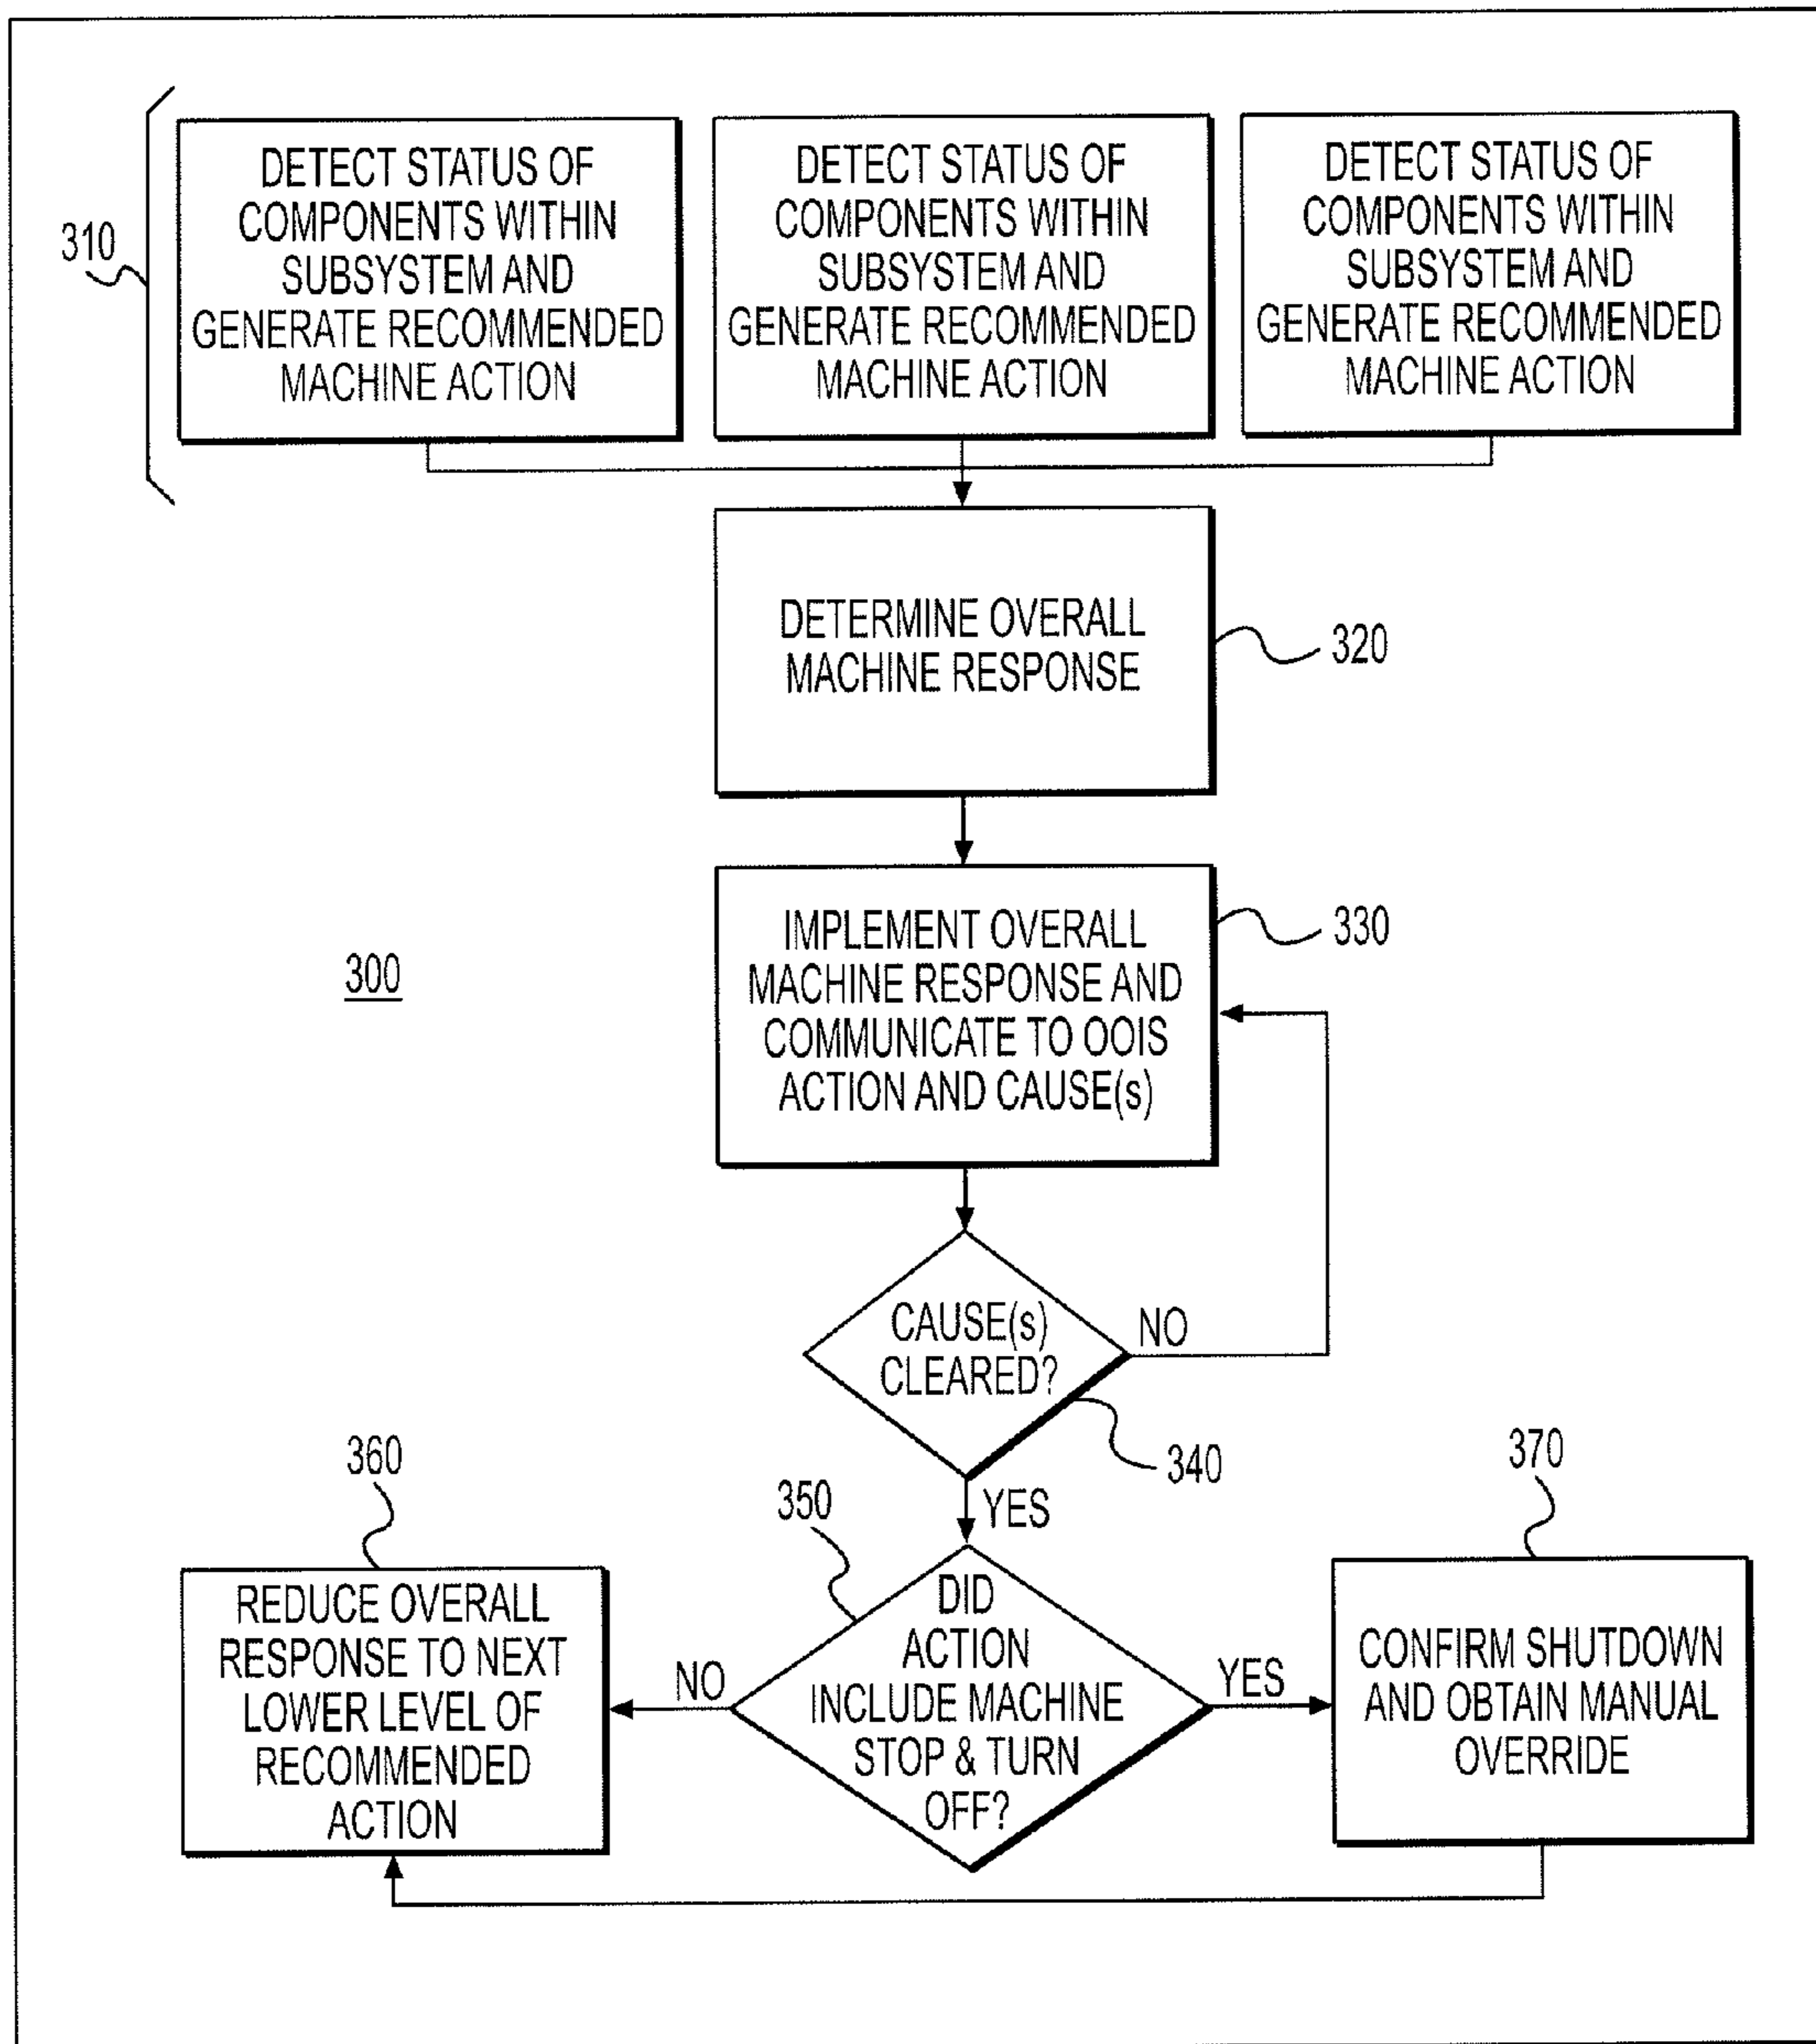 310
DETECT STATUS OF
COMPONENTS WITHIN
SUBSYSTEM AND
GENERATE RECOMMENDED
MACHINE ACTION
DETECT STATUS OF
COMPONENTS WITHIN
SUBSYSTEM AND
GENERATE RECOMMENDED
MACHINE ACTION
DETECT STATUS OF
COMPONENTS WITHIN
SUBSYSTEM AND
GENERATE RECOMMENDED
MACHINE ACTION
DETERMINE OVERALL
MACHINE RESPONSE
320
300
IMPLEMENT OVERALL
MACHINE RESPONSE AND
COMMUNICATE TO OOIS
ACTION AND CAUSE(s)
330
CAUSE(s)
CLEARED?
NO
340
YES
350
DID
ACTION
INCLUDE MACHINE
STOP & TURN
OFF?
NO
YES
360
REDUCE OVERALL
RESPONSE TO NEXT
LOWER LEVEL OF
RECOMMENDED
ACTION
370
CONFIRM SHUTDOWN
AND OBTAIN MANUAL
OVERRIDE